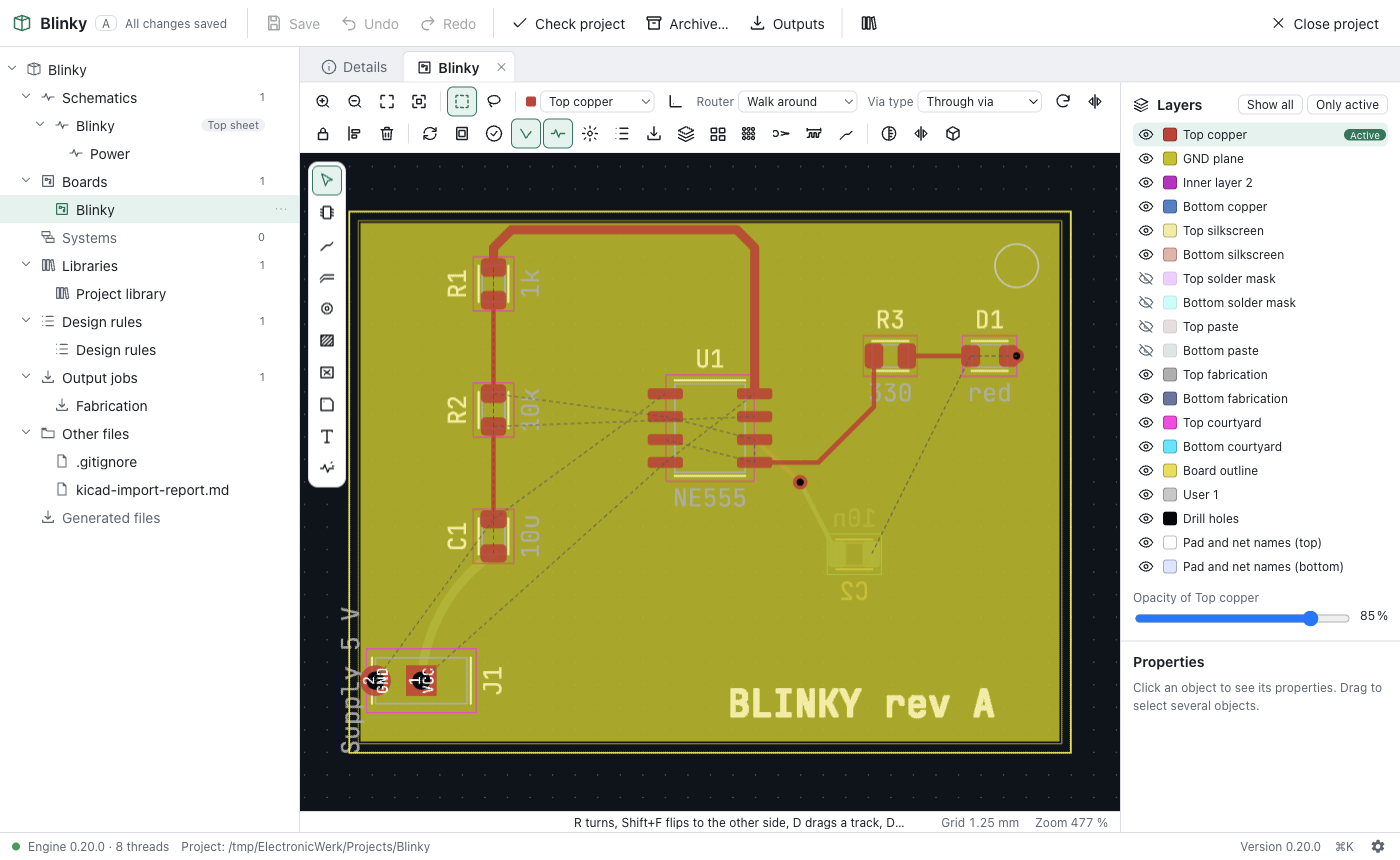 Blinky A All changes saved Save Undo Redo Check project Archive... Outputs Close project
Blinky
Schematics 1
Blinky Top sheet
Power
Boards 1
Blinky ...
Systems 0
Libraries 1
Project library
Design rules 1
Design rules
Output jobs 1
Fabrication
Other files
.gitignore
kicad-import-report.md
Generated files
Details Blinky
Top copper Router Walk around Via type Through via
R1 1k
R3 D1
330 red
U1
R2 10k
NE555
C1 10u
10n
C2
Supply 5 V
2 GND 1 VCC J1
BLINKY rev A
R turns, Shift+F flips to the other side, D drags a track, D... Grid 1.25 mm Zoom 477 %
Layers Show all Only active
Top copper Active
GND plane
Inner layer 2
Bottom copper
Top silkscreen
Bottom silkscreen
Top solder mask
Bottom solder mask
Top paste
Bottom paste
Top fabrication
Bottom fabrication
Top courtyard
Bottom courtyard
Board outline
User 1
Drill holes
Pad and net names (top)
Pad and net names (bottom)
Opacity of Top copper
85 %
Properties
Click an object to see its properties. Drag to
select several objects.
Engine 0.20.0 · 8 threads Project: /tmp/ElectronicWerk/Projects/Blinky Version 0.20.0 ⌘K